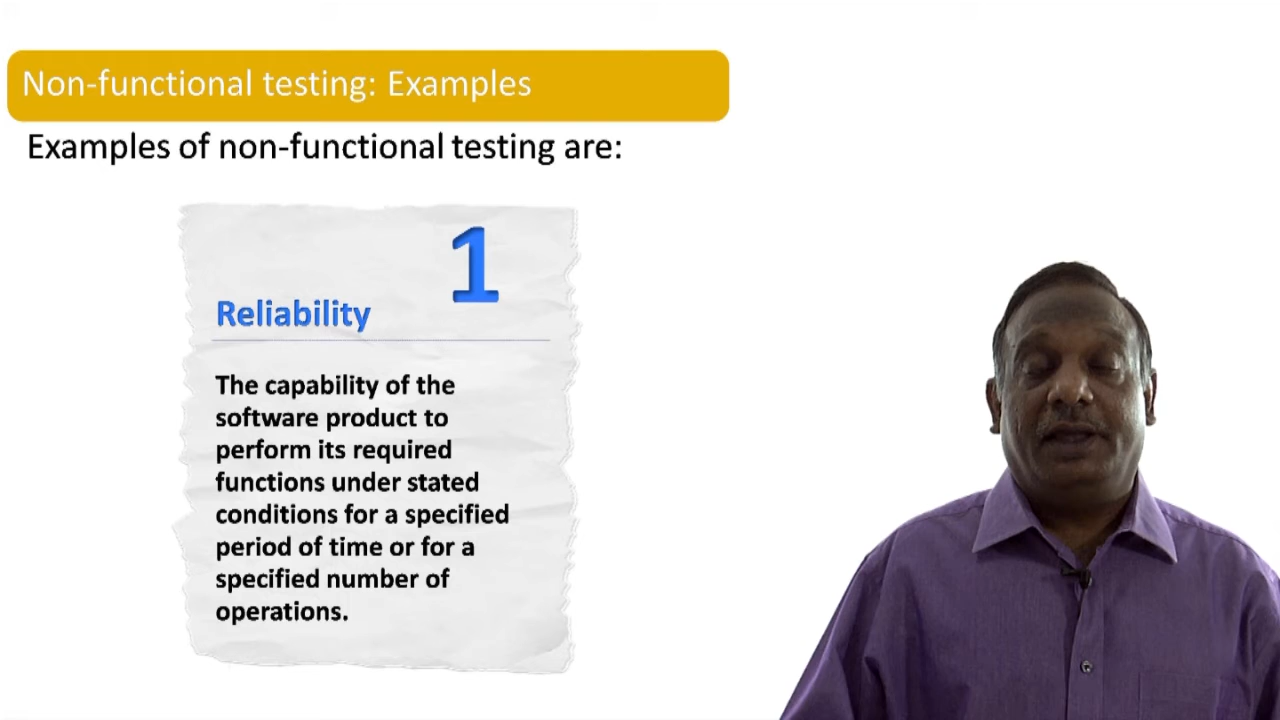 Non-functional testing: Examples
Examples of non-functional testing are:
1
Reliability
The capability of the
software product to
perform its required
functions under stated
conditions for a specified
period of time or for a
specified number of
operations.